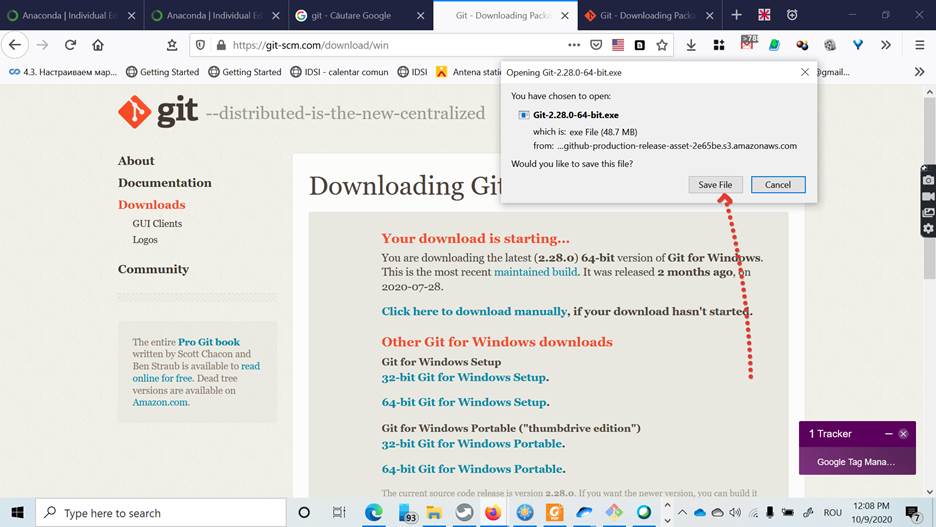 Anaconda | Individual Ed
Anaconda | Individual Ed
git - Căutare Google
Git - Downloading Packa
Git - Downloading Packa
https://git-scm.com/download/win
78
4.3. Настраиваем мар...
Getting Started
Getting Started
IDSI - calentar comun
IDSI
Antena statie
@gmail...
git --distributed-is-the-new-centralized
About
Documentation
Downloads
GUI Clients
Logos
Community
The entire Pro Git book
written by Scott Chacon and
Ben Straub is available to read
online for free. Dead tree
versions are available on
Amazon.com.
Opening Git-2.28.0-64-bit.exe
You have chosen to open:
Git-2.28.0-64-bit.exe
which is: exe File (48.7 MB)
from: ...github-production-release-asset-2e65be.s3.amazonaws.com
Would you like to save this file?
Save File
Cancel
Downloading Git
Your download is starting...
You are downloading the latest (2.28.0) 64-bit version of Git for Windows.
This is the most recent maintained build. It was released 2 months ago, on
2020-07-28.
Click here to download manually, if your download hasn't started.
Other Git for Windows downloads
Git for Windows Setup
32-bit Git for Windows Setup.
64-bit Git for Windows Setup.
Git for Windows Portable ("thumbdrive edition")
32-bit Git for Windows Portable.
64-bit Git for Windows Portable.
The current source code release is version 2.28.0. If you want the newer version, you can build it
1 Tracker
Google Tag Mana...
Type here to search
93
ROU
12:08 PM
10/9/2020
7